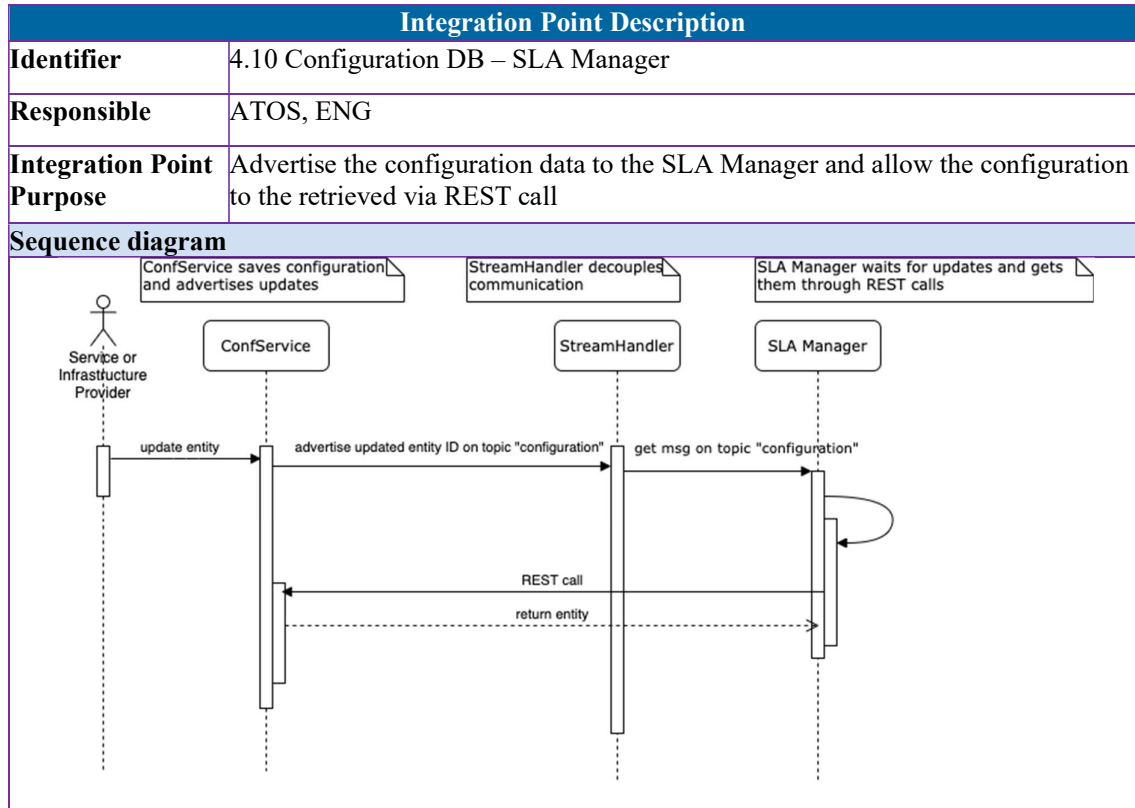 Integration Point Description
Identifier
4.10 Configuration DB – SLA Manager
Responsible
ATOS, ENG
Integration Point
Purpose
Advertise the configuration data to the SLA Manager and allow the configuration
to the retrieved via REST call
Sequence diagram
ConfService saves configuration
and advertises updates
StreamHandler decouples
communication
SLA Manager waits for updates and gets
them through REST calls
Service or
Infrastructure
Provider
ConfService
StreamHandler
SLA Manager
update entity
advertise updated entity ID on topic "configuration"
get msg on topic "configuration"
REST call
return entity